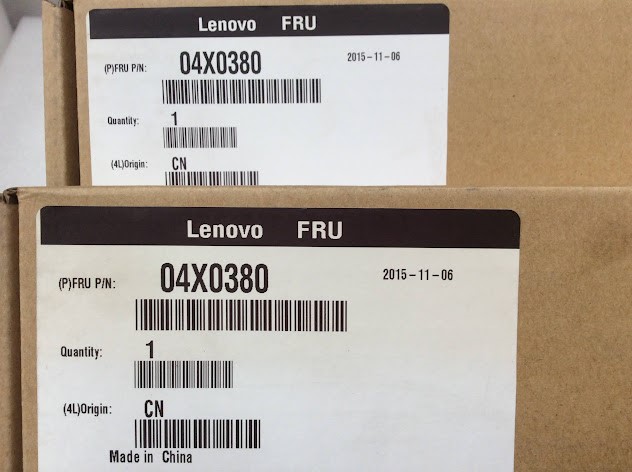 Lenovo FRU
(P)FRU P/N: 04X0380 2015-11-06
Quantity: 1
(4L)Origin: CN
Lenovo FRU
(P)FRU P/N: 04X0380 2015-11-06
Quantity: 1
(4L)Origin: CN
Made in China